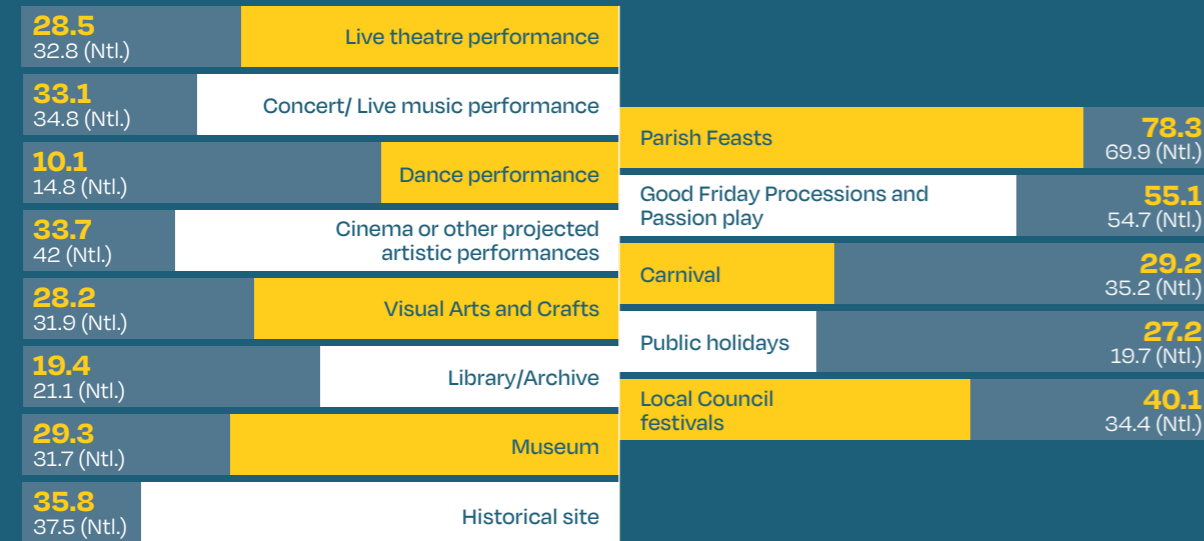 28.5
32.8 (Ntl.)
Live theatre performance
33.1
34.8 (Ntl.)
Concert/ Live music performance
10.1
14.8 (Ntl.)
Dance performance
33.7
42 (Ntl.)
Cinema or other projected
artistic performances
28.2
31.9 (Ntl.)
Visual Arts and Crafts
19.4
21.1 (Ntl.)
Library/Archive
29.3
31.7 (Ntl.)
Museum
35.8
37.5 (Ntl.)
Historical site
Parish Feasts
78.3
69.9 (Ntl.)
Good Friday Processions and
Passion play
55.1
54.7 (Ntl.)
Carnival
29.2
35.2 (Ntl.)
Public holidays
27.2
19.7 (Ntl.)
Local Council
festivals
40.1
34.4 (Ntl.)